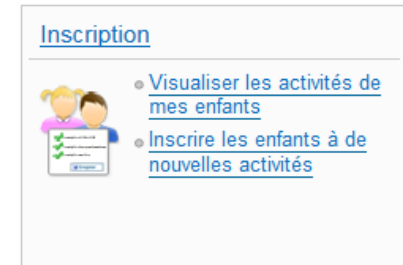 Inscription
Visualiser les activités de
mes enfants
Inscrire les enfants à de
nouvelles activités